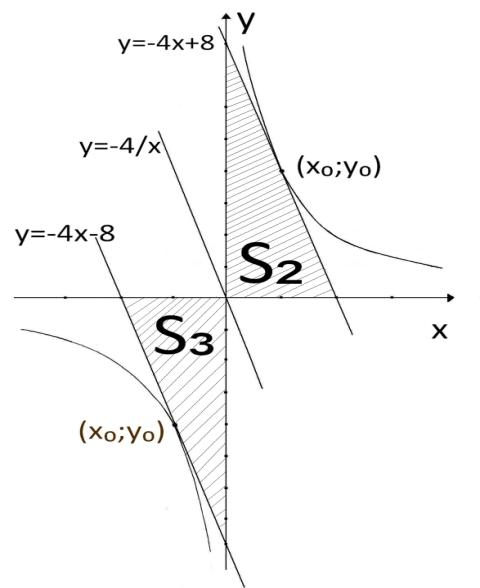 y
y=-4x+8
y=-4/x
(x₀;y₀)
y=-4x-8
S₂
x
S₃
(x₀;y₀)